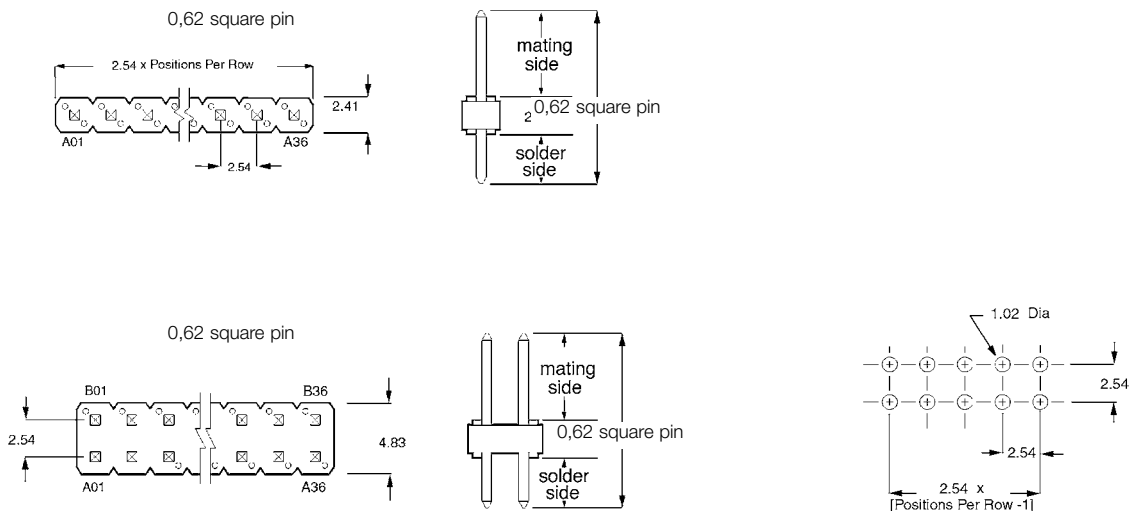 0,62 square pin
2.54 x Positions Per Row
2.41
A01
A36
2.54
mating
side
2
0,62 square pin
solder
side
0,62 square pin
B01
B36
2.54
4.83
A01
A36
mating
side
0,62 square pin
solder
side
1.02 Dia
2.54
2.54
2.54 x
[Positions Per Row -1]